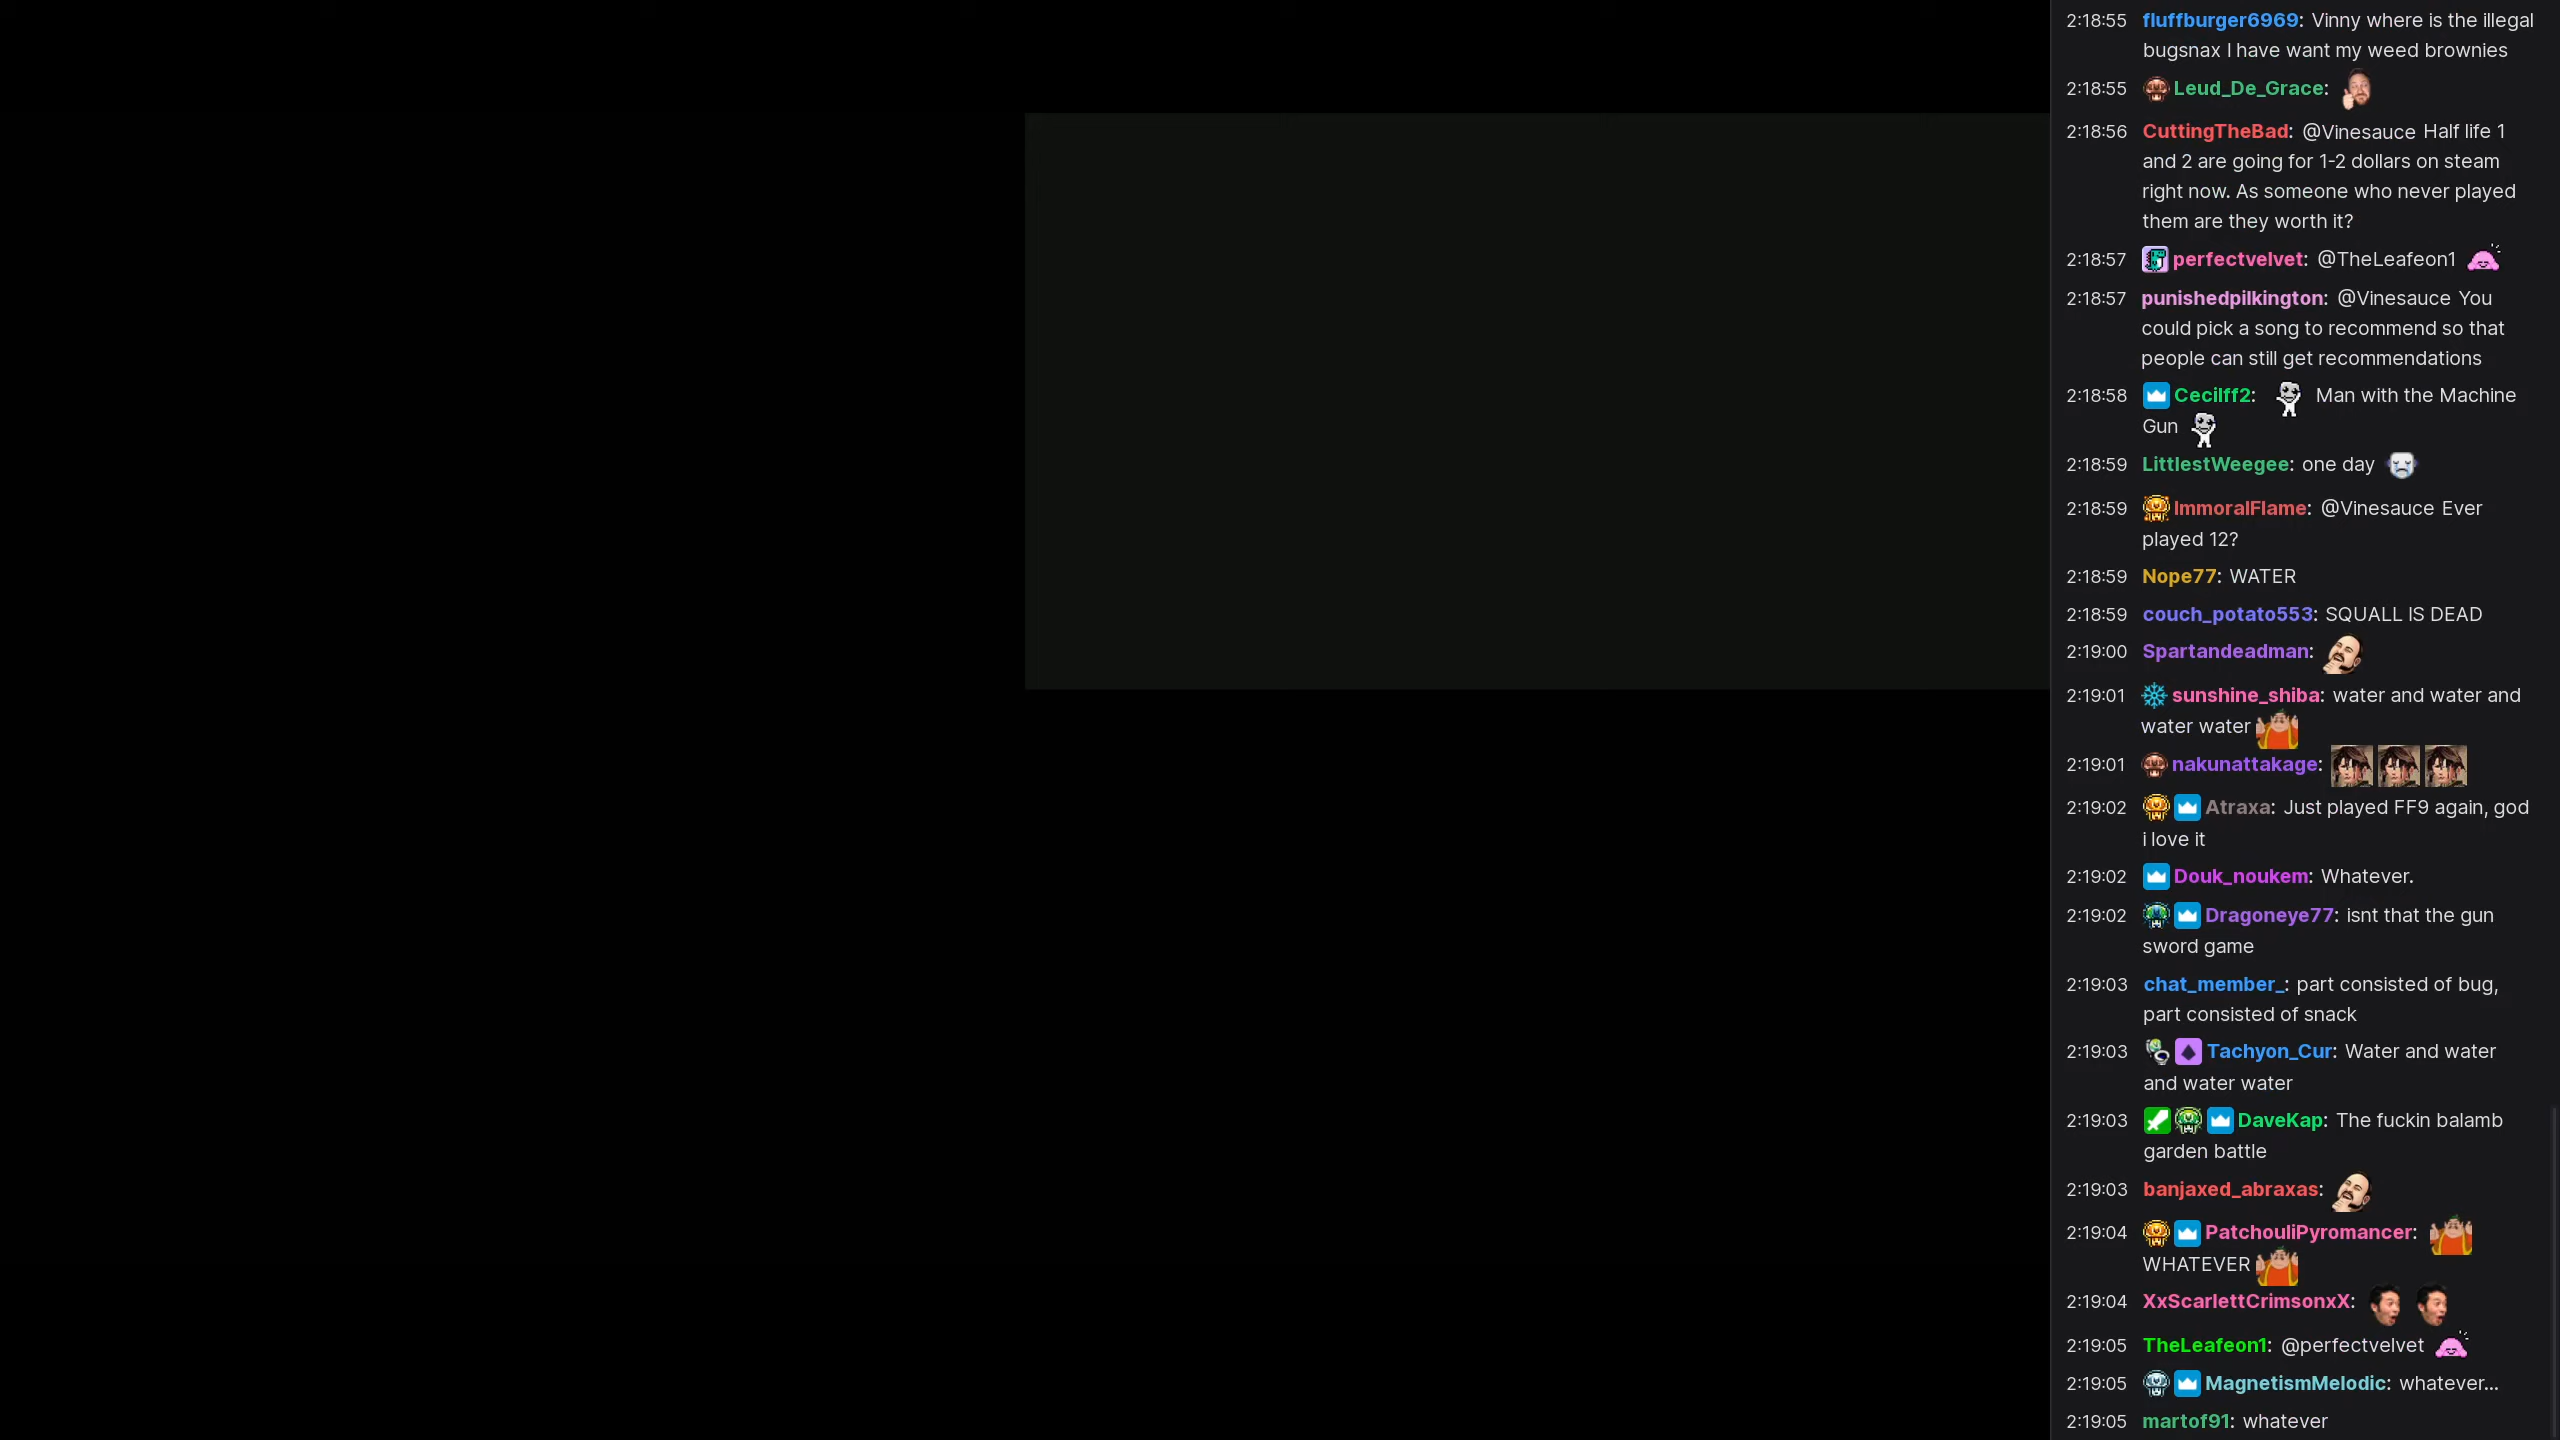 2:18:55 fluffburger6969: Vinny where is the illegal
bugsnax I have want my weed brownies
2:18:55 Leud_De_Grace:
2:18:56 CuttingTheBad: @Vinesauce Half life 1
and 2 are going for 1-2 dollars on steam
right now. As someone who never played
them are they worth it?
2:18:57 perfectvelvet: @TheLeafeon1
2:18:57 punishedpilkington: @Vinesauce You
could pick a song to recommend so that
people can still get recommendations
2:18:58 Cecilff2: Man with the Machine
Gun
2:18:59 LittlestWeegee: one day
2:18:59 ImmoralFlame: @Vinesauce Ever
played 12?
2:18:59 Nope77: WATER
2:18:59 couch_potato553: SQUALL IS DEAD
2:19:00 Spartandeadman:
2:19:01 sunshine_shiba: water and water and
water water
2:19:01 nakunattakage:
2:19:02 Atraxa: Just played FF9 again, god
i love it
2:19:02 Douk_noukem: Whatever.
2:19:02 Dragoneye77: isnt that the gun
sword game
2:19:03 chat_member_: part consisted of bug,
part consisted of snack
2:19:03 Tachyon_Cur: Water and water
and water water
2:19:03 DaveKap: The fuckin balamb
garden battle
2:19:03 banjaxed_abraxas:
2:19:04 PatchouliPyromancer:
WHATEVER
2:19:04 XxScarlettCrimsonxX:
2:19:05 TheLeafeon1: @perfectvelvet
2:19:05 MagnetismMelodic: whatever...
2:19:05 martof91: whatever